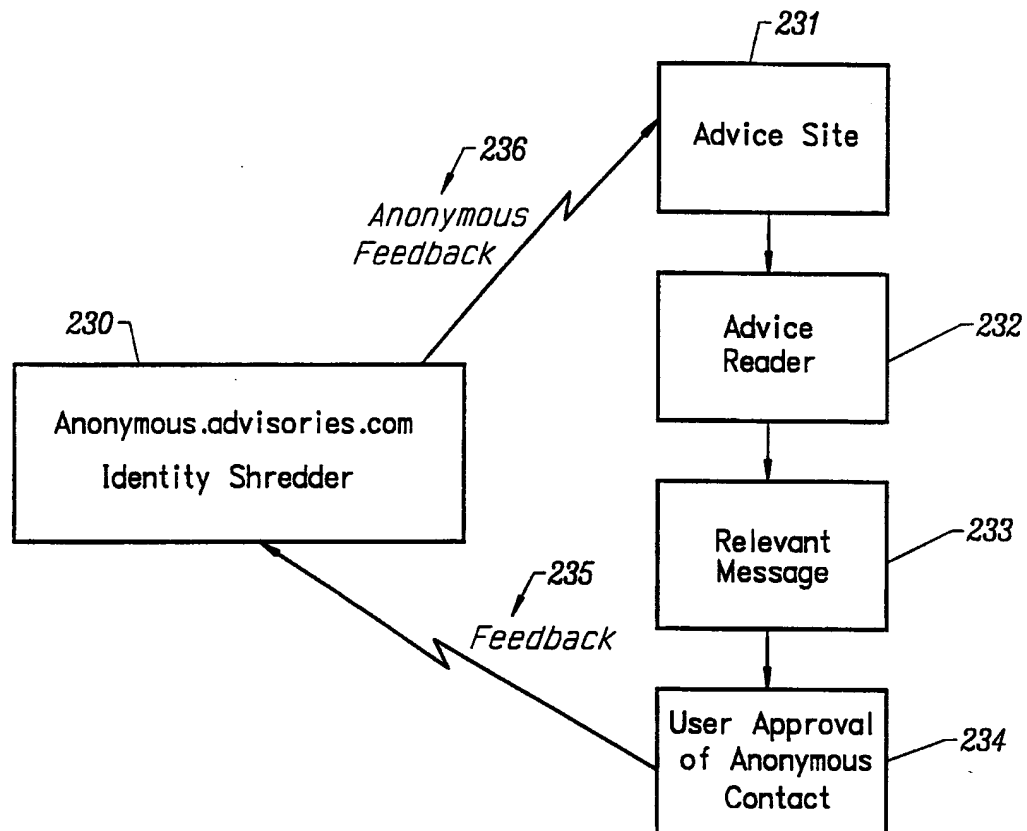 231
Advice Site
236
Anonymous
Feedback
230
Advice
Reader
232
Anonymous.advisories.com
Identity Shredder
Relevant
Message
233
235
Feedback
User Approval
of Anonymous
Contact
234